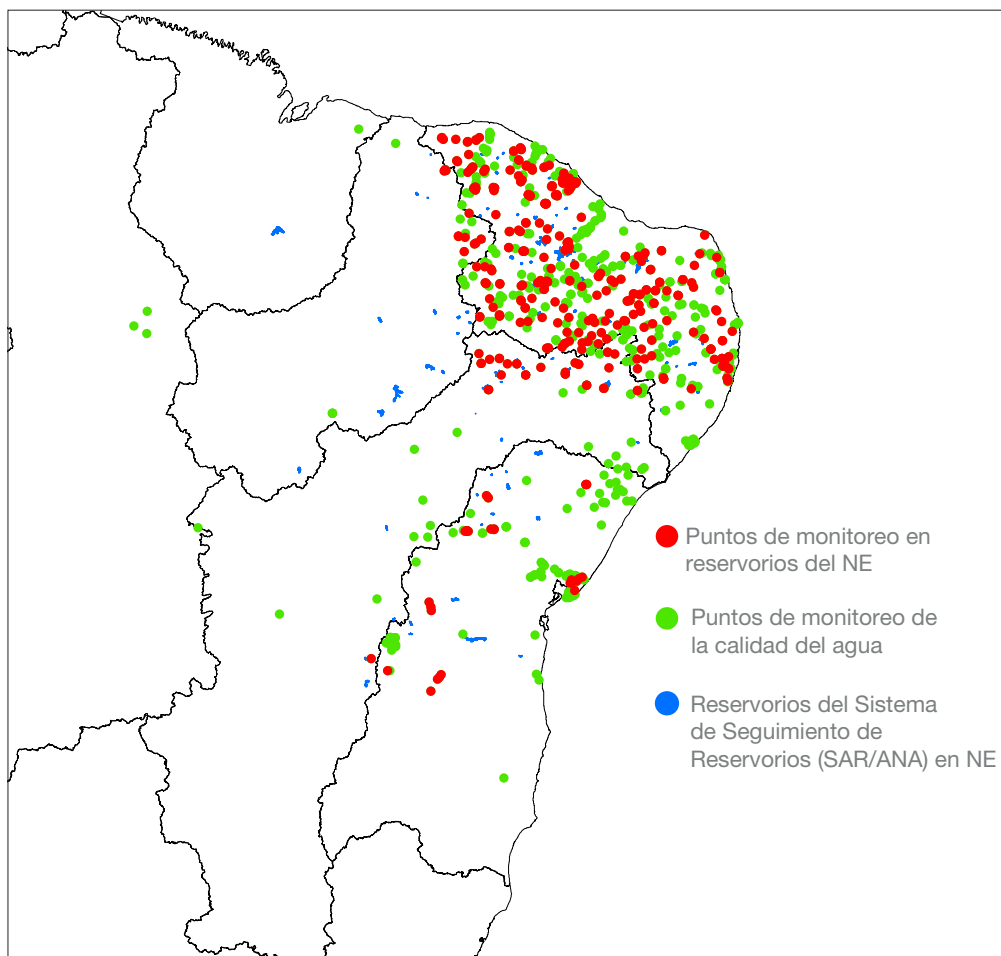 Puntos de monitoreo en
reservorios del NE
Puntos de monitoreo de
la calidad del agua
Reservorios del Sistema
de Seguimiento de
Reservorios (SAR/ANA) en NE